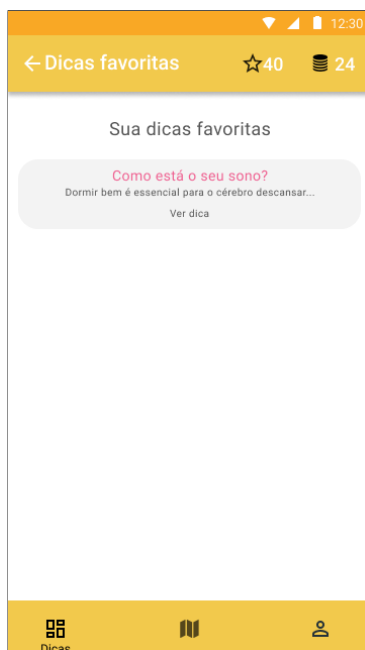 12:30
Dicas favoritas 40 24
Sua dicas favoritas
Como está o seu sono?
Dormir bem é essencial para o cérebro descansar...
Ver dica
Dicas